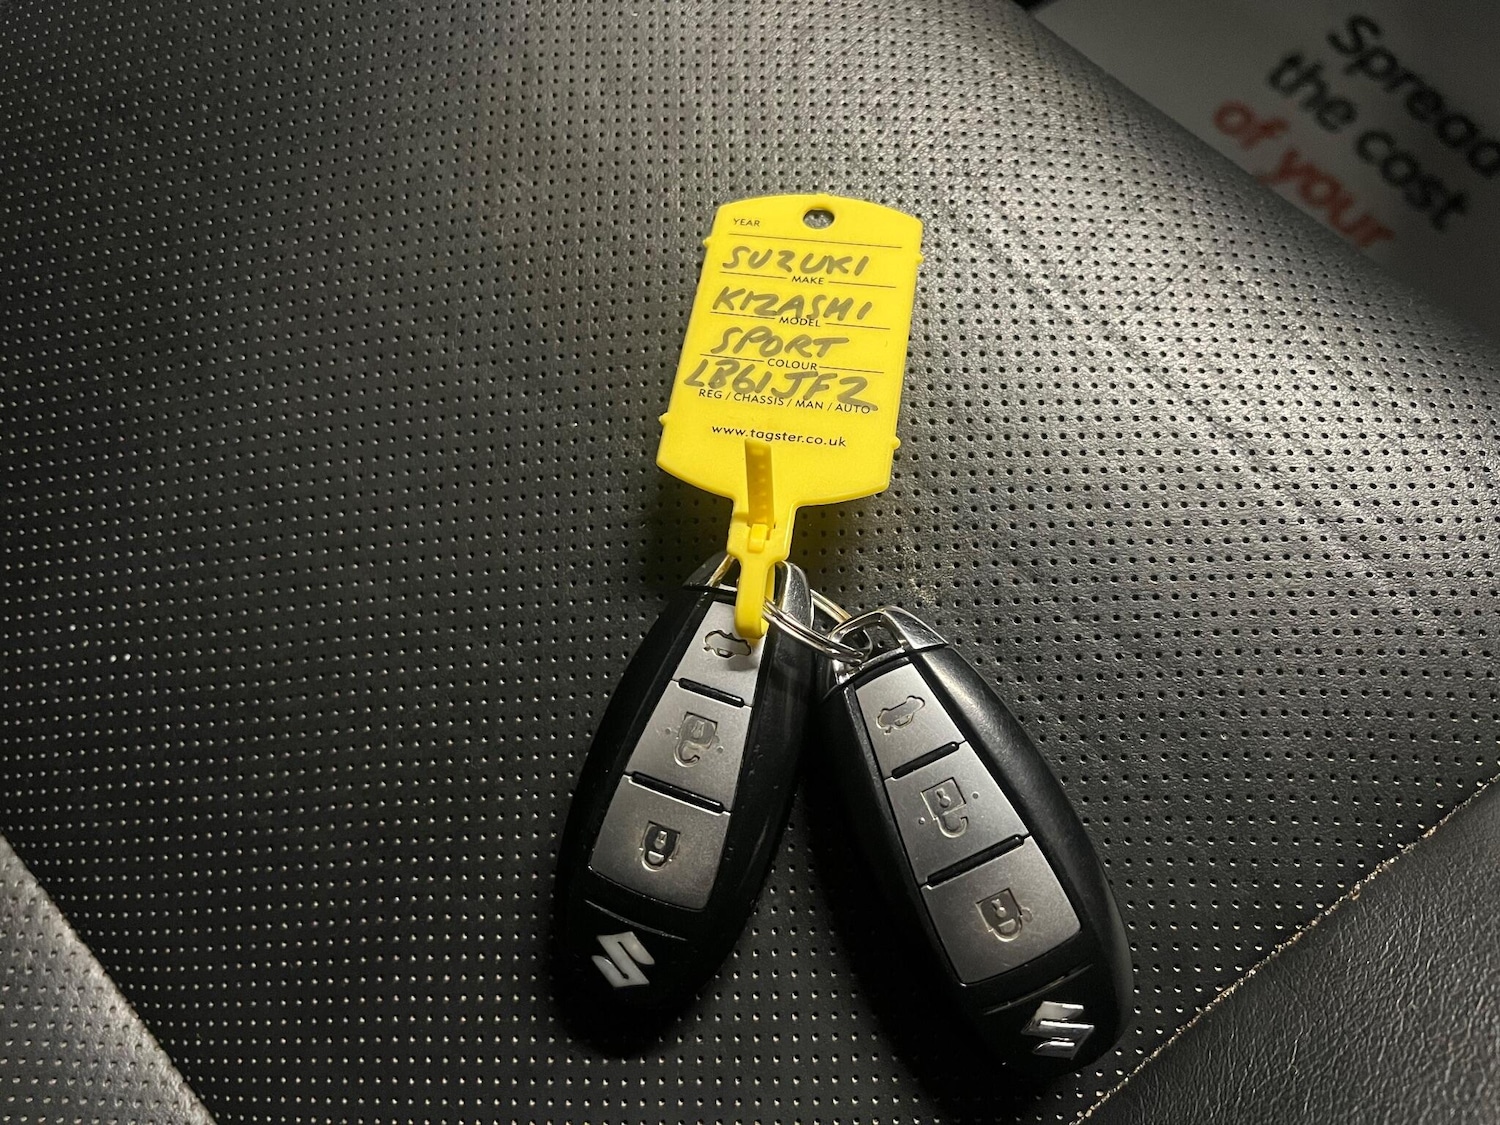 YEAR
SUZUKI
MAKE
KIZASHI
MODEL
SPORT
COLOUR
LB61JFZ
REG / CHASSIS / MAN / AUTO
www.tagster.co.uk
Spread
the cost
of your